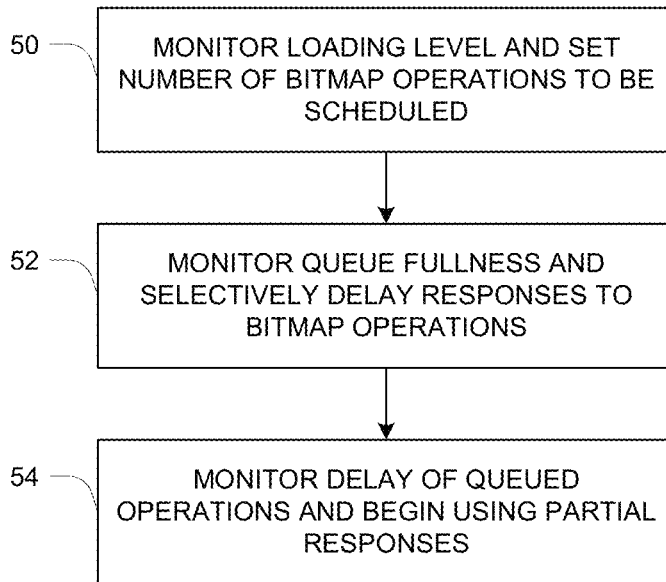 50
MONITOR LOADING LEVEL AND SET
NUMBER OF BITMAP OPERATIONS TO BE
SCHEDULED
52
MONITOR QUEUE FULLNESS AND
SELECTIVELY DELAY RESPONSES TO
BITMAP OPERATIONS
54
MONITOR DELAY OF QUEUED
OPERATIONS AND BEGIN USING PARTIAL
RESPONSES